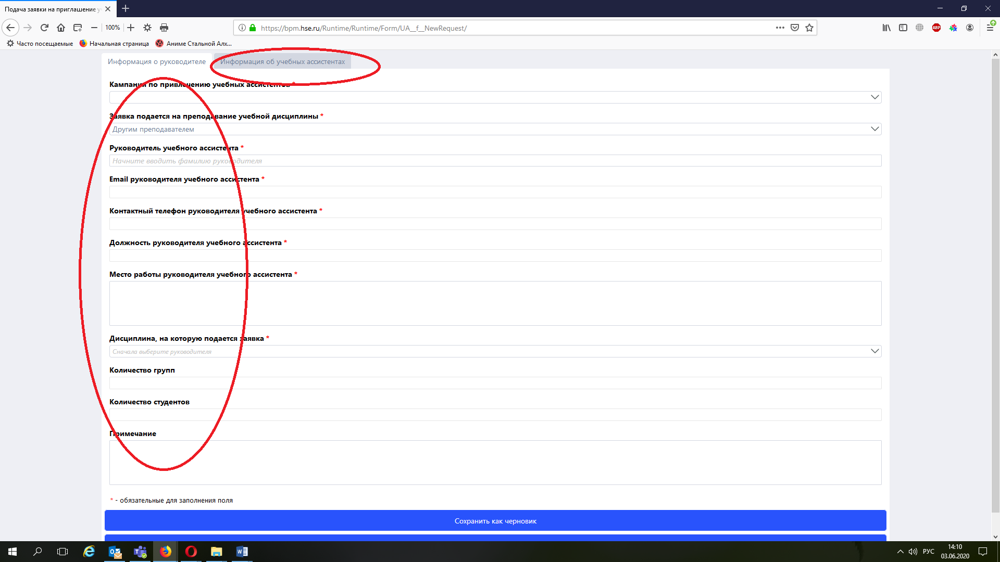 Подача заявки на приглашение у
100%
https://bpm.hse.ru/Runtime/Runtime/Form/UA__f__NewRequest/
ABP
Часто посещаемые
Начальная страница
Аниме Стальной Алх...
Информация о руководителе
Информация об учебных ассистентах
Кампания по привлечению учебных ассистентов *
Заявка подается на преподавание учебной дисциплины *
Другим преподавателем
Руководитель учебного ассистента *
Начните вводить фамилию руководителя
Email руководителя учебного ассистента *
Контактный телефон руководителя учебного ассистента *
Должность руководителя учебного ассистента *
Место работы руководителя учебного ассистента *
Дисциплина, на которую подается заявка *
Сначала выберите руководителя
Количество групп
Количество студентов
Примечание
* - обязательные для заполнения поля
Сохранить как черновик
РУС
14:10
03.06.2020